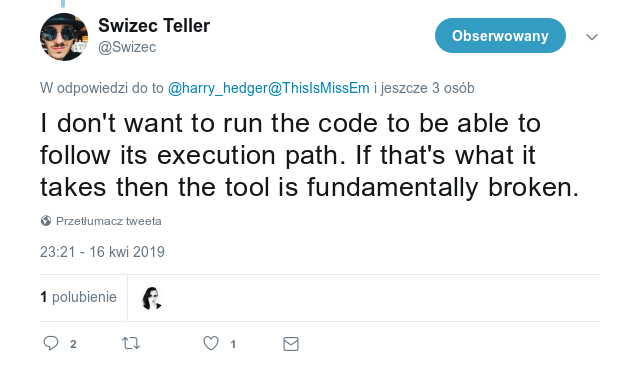 Swizec Teller
@Swizec
Obserwowany
W odpowiedzi do to @harry_hedger@ThisIsMissEm i jeszcze 3 osób
I don't want to run the code to be able to
follow its execution path. If that's what it
takes then the tool is fundamentally broken.
Przetłumacz tweeta
23:21 - 16 kwi 2019
1 polubienie
2
1